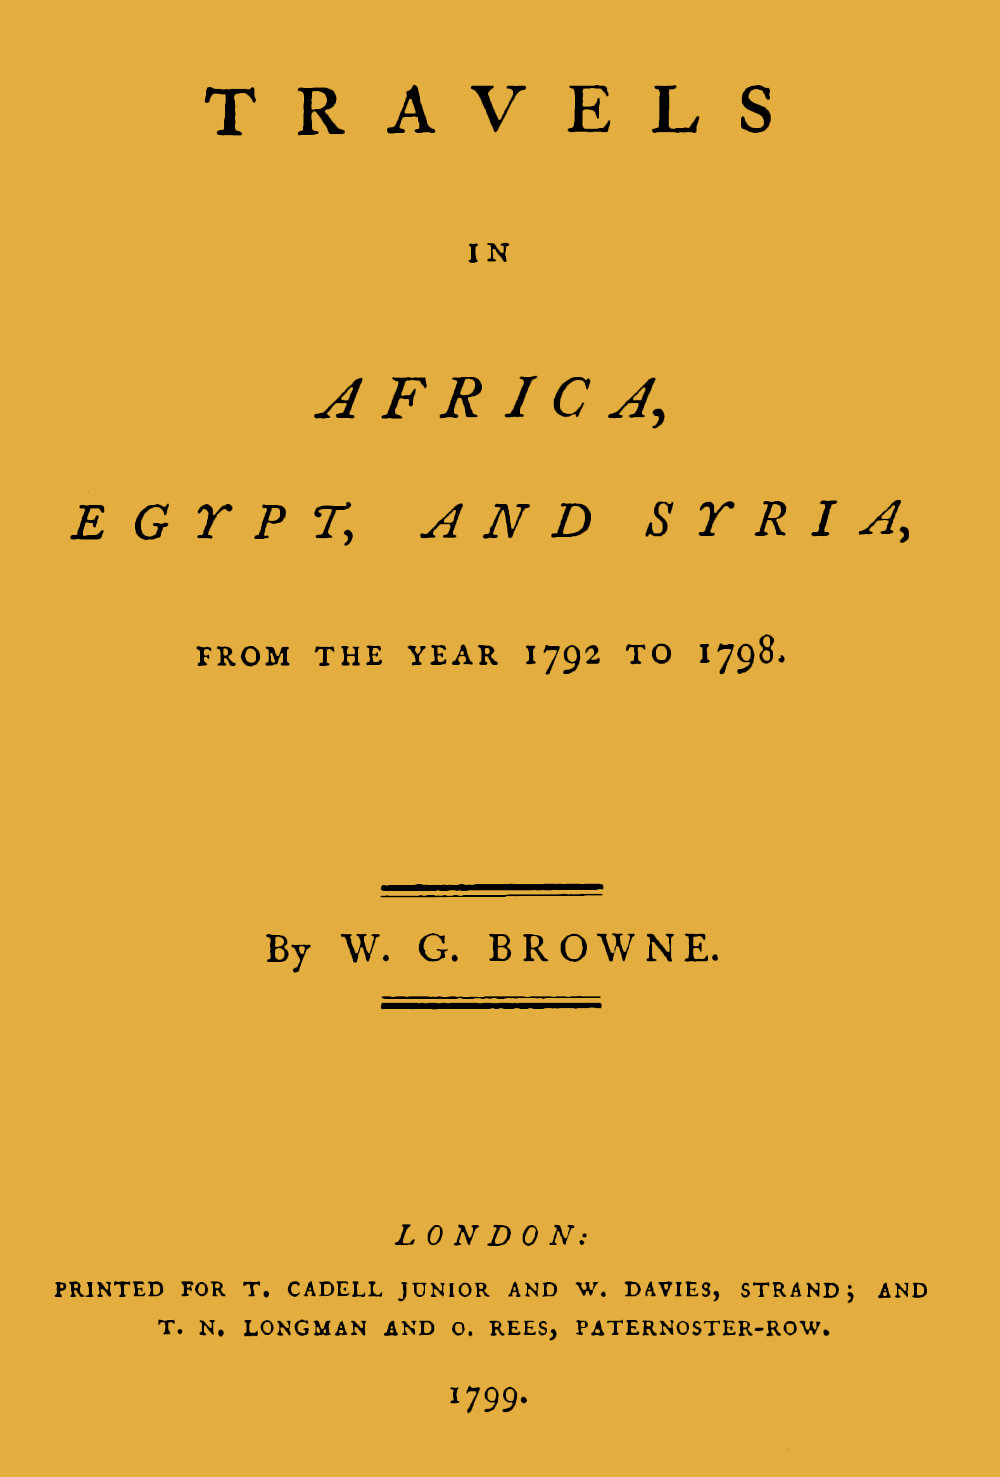 TRAVELS
IN
AFRICA,
EGYPT, AND SYRIA,
FROM THE YEAR 1792 TO 1798.
By W. G. BROWNE.
LONDON:
PRINTED FOR T. CADELL JUNIOR AND W. DAVIES, STRAND; AND
T. N. LONGMAN AND O. REES, PATERNOSTER-ROW.
1799.